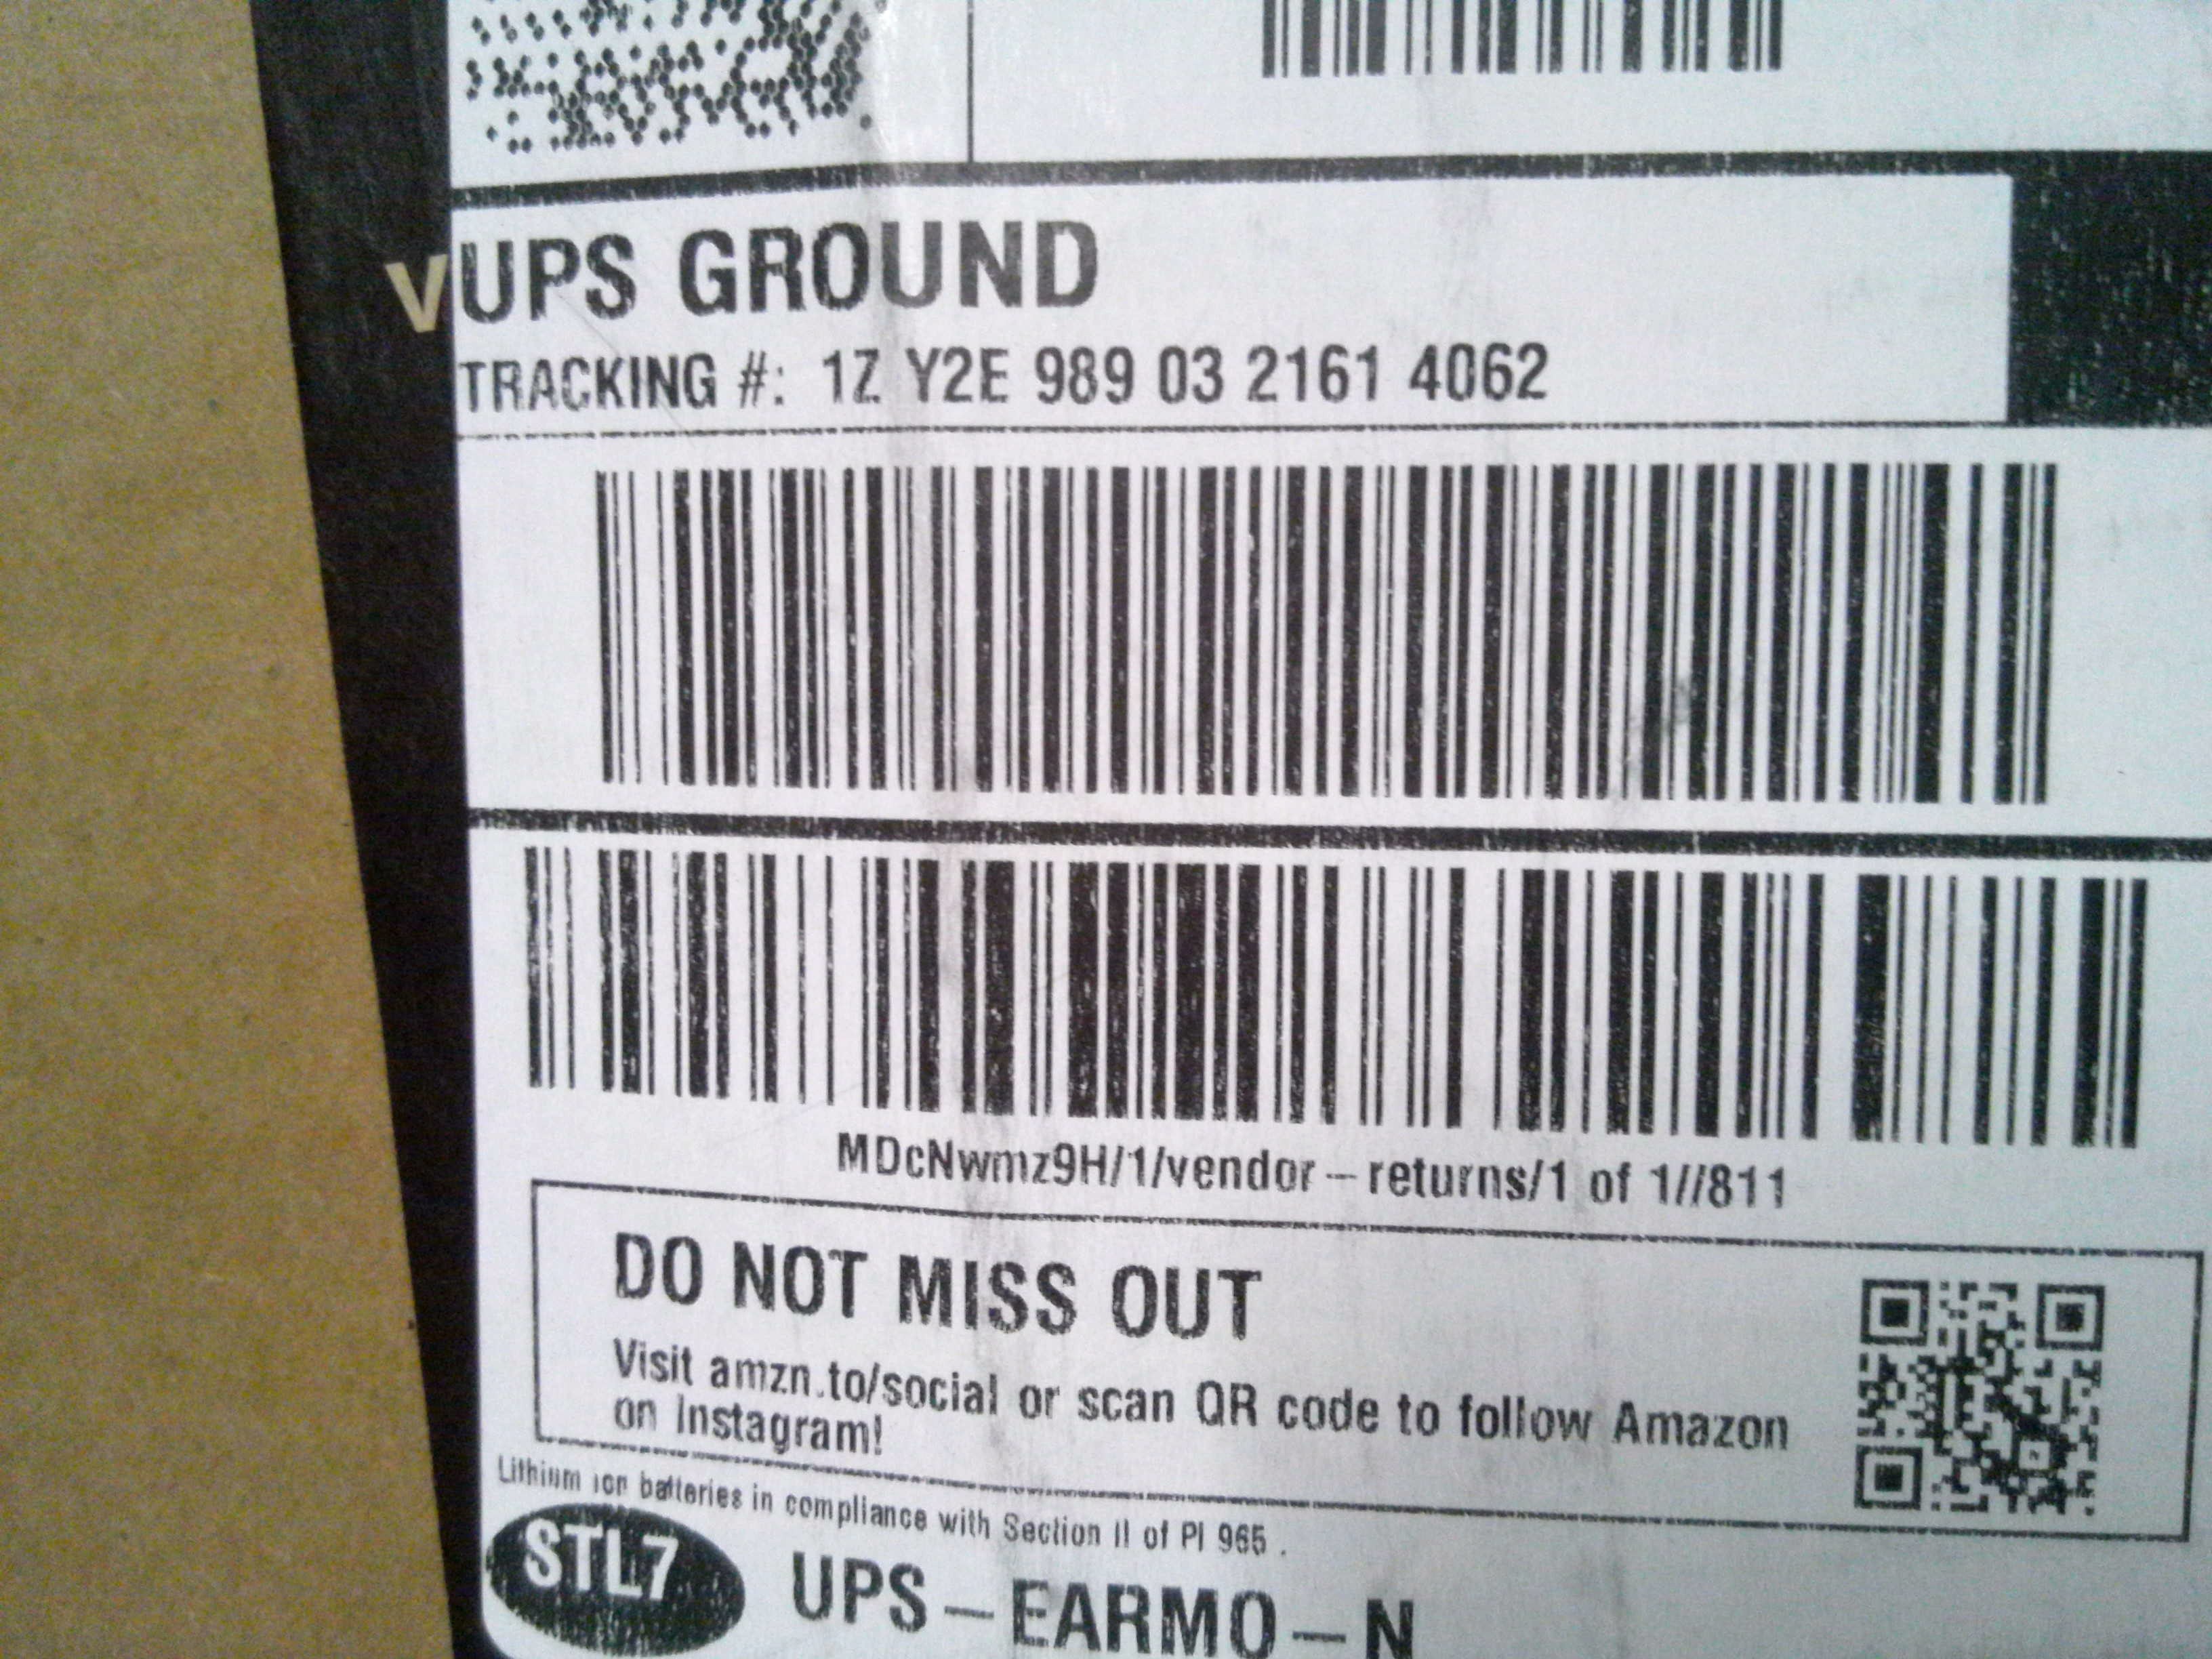 V
UPS GROUND
TRACKING #: 1Z Y2E 989 03 2161 4062
MDcNwmz9H/1/vendor-returns/1 of 1//811
DO NOT MISS OUT
Visit amzn.to/social or scan QR code to follow Amazon
on Instagram!
Lithium ion batteries in compliance with Section II of PI 965 .
STL7
UPS-EARMO-N